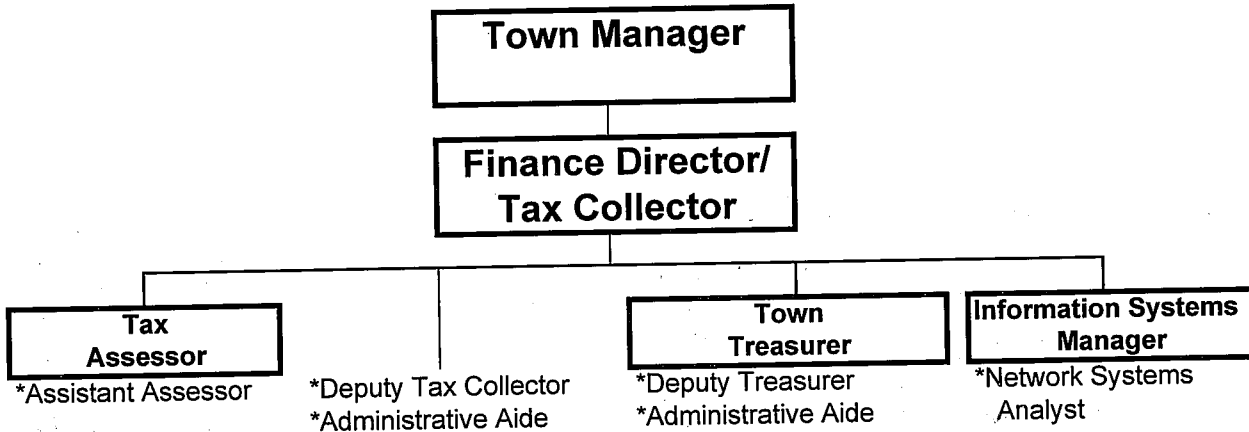 Town Manager
Finance Director/
Tax Collector
Tax
Assessor
*Assistant Assessor
*Deputy Tax Collector
*Administrative Aide
Town
Treasurer
*Deputy Treasurer
*Administrative Aide
Information Systems
Manager
*Network Systems
Analyst